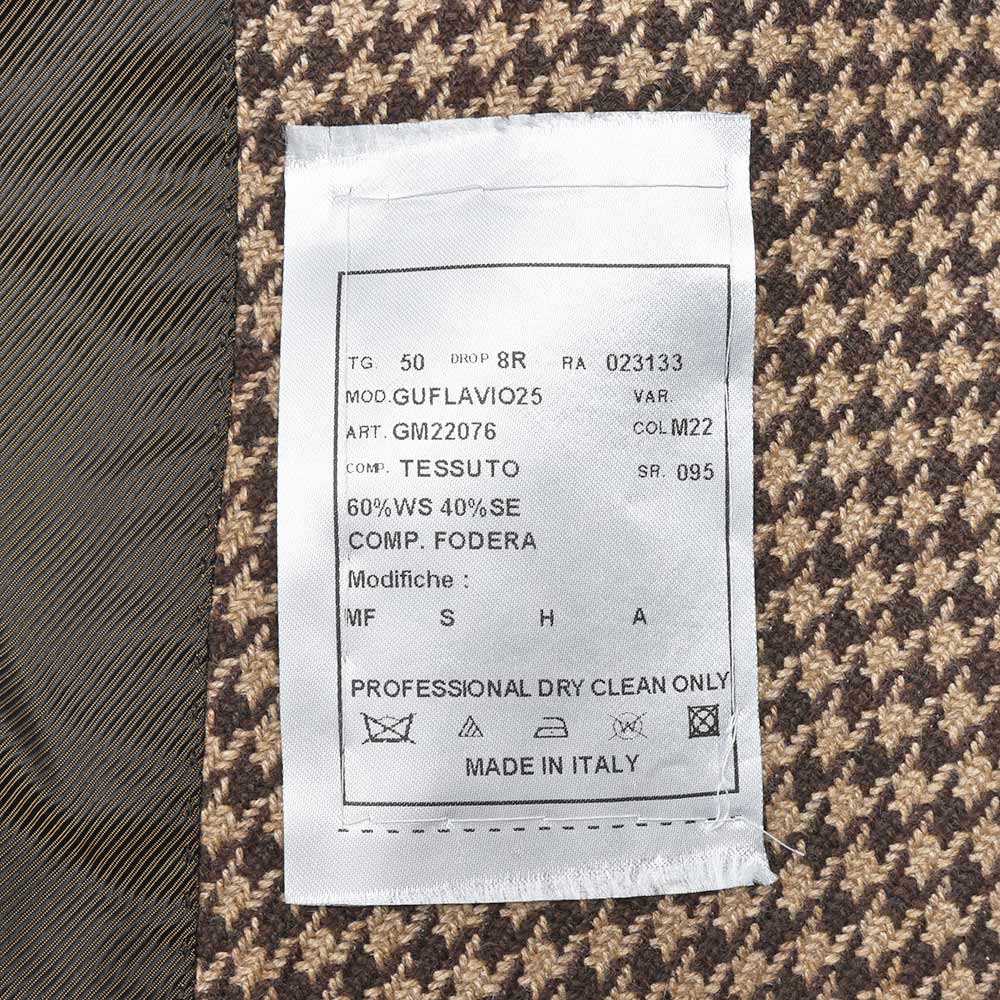 TG. 50 DROP 8R RA 023133
MOD. GUFLAVIO25 VAR.
ART. GM22076 COL M22
COMP. TESSUTO SR. 095
60%WS 40%SE
COMP. FODERA
Modifiche :
MF S H A
PROFESSIONAL DRY CLEAN ONLY
W
MADE IN ITALY